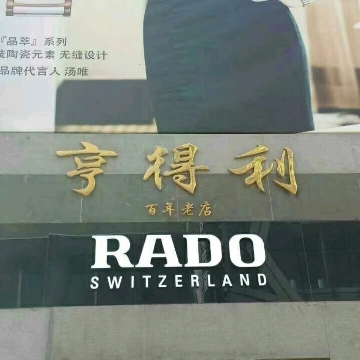 『晶萃』系列
陶瓷元素 无缝设计
品牌代言人 汤唯
亨得利
百年老店
RADO
SWITZERLAND